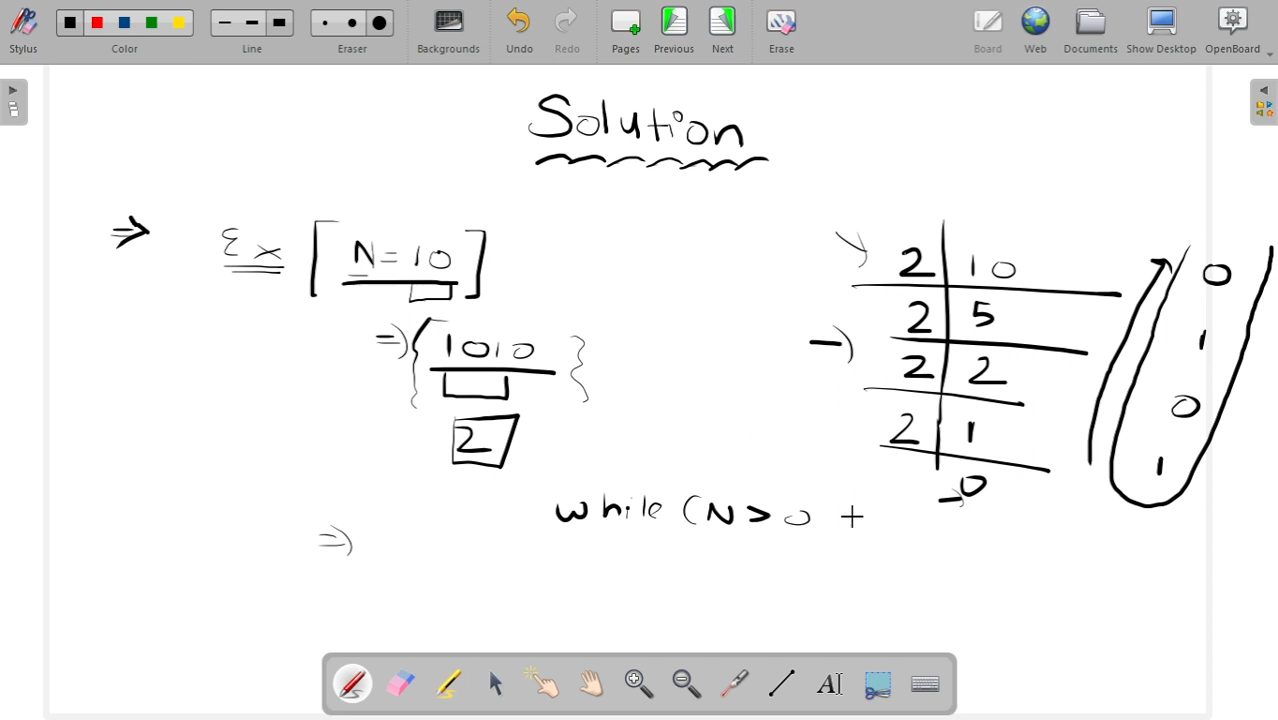 Stylus Color Line Eraser Backgrounds Undo Redo Pages Previous Next Erase Board Web Documents Show Desktop OpenBoard
Solution
⇒ Ex [ N = 10 ]
=) { 1010 }
2
2 10 0
2 5 1
-) 2 2 0
2 1 1
0
while (N > 0
=)